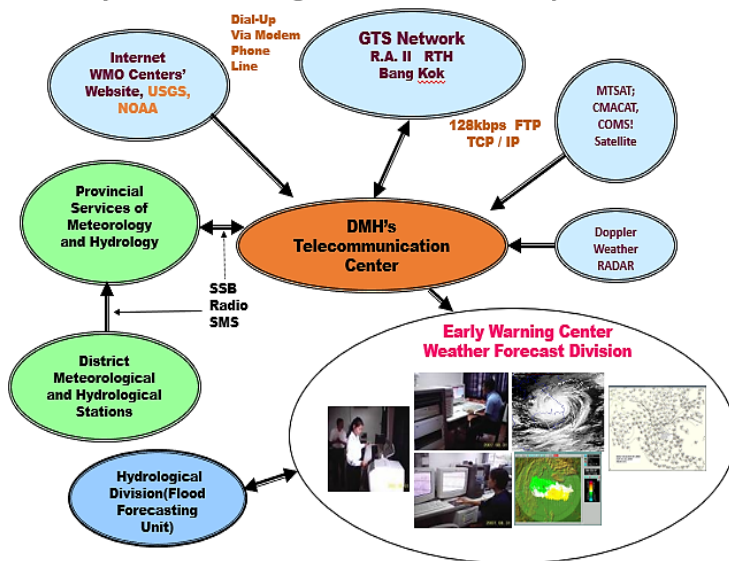 Dial-Up
Via Modem
Phone
Line
Internet
WMO Centers'
Website, USGS,
NOAA
GTS Network
R.A. II RTH
Bang Kok
MTSAT;
CMACAT,
COMS!
Satellite
128kbps FTP
TCP / IP
Provincial
Services of
Meteorology
and Hydrology
DMH's
Telecommunication
Center
Doppler
Weather
RADAR
SSB
Radio
SMS
Early Warning Center
Weather Forecast Division
District
Meteorological
and Hydrological
Stations
Hydrological
Division(Flood
Forecasting
Unit)